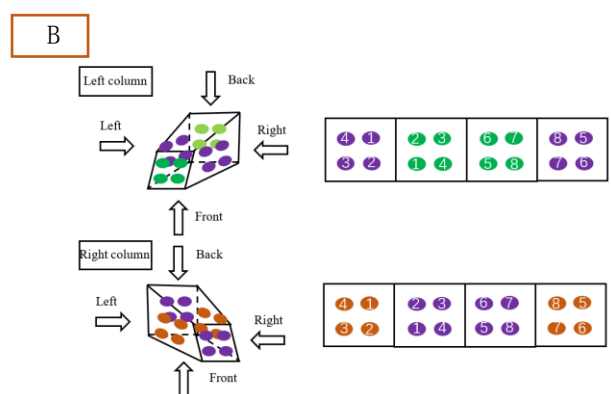 B
Left column
Back
Left
Right
Front
4 1 2 3 6 7 8 5
3 2 1 4 5 8 7 6
Right column
Back
Left
Right
Front
4 1 2 3 6 7 8 5
3 2 1 4 5 8 7 6